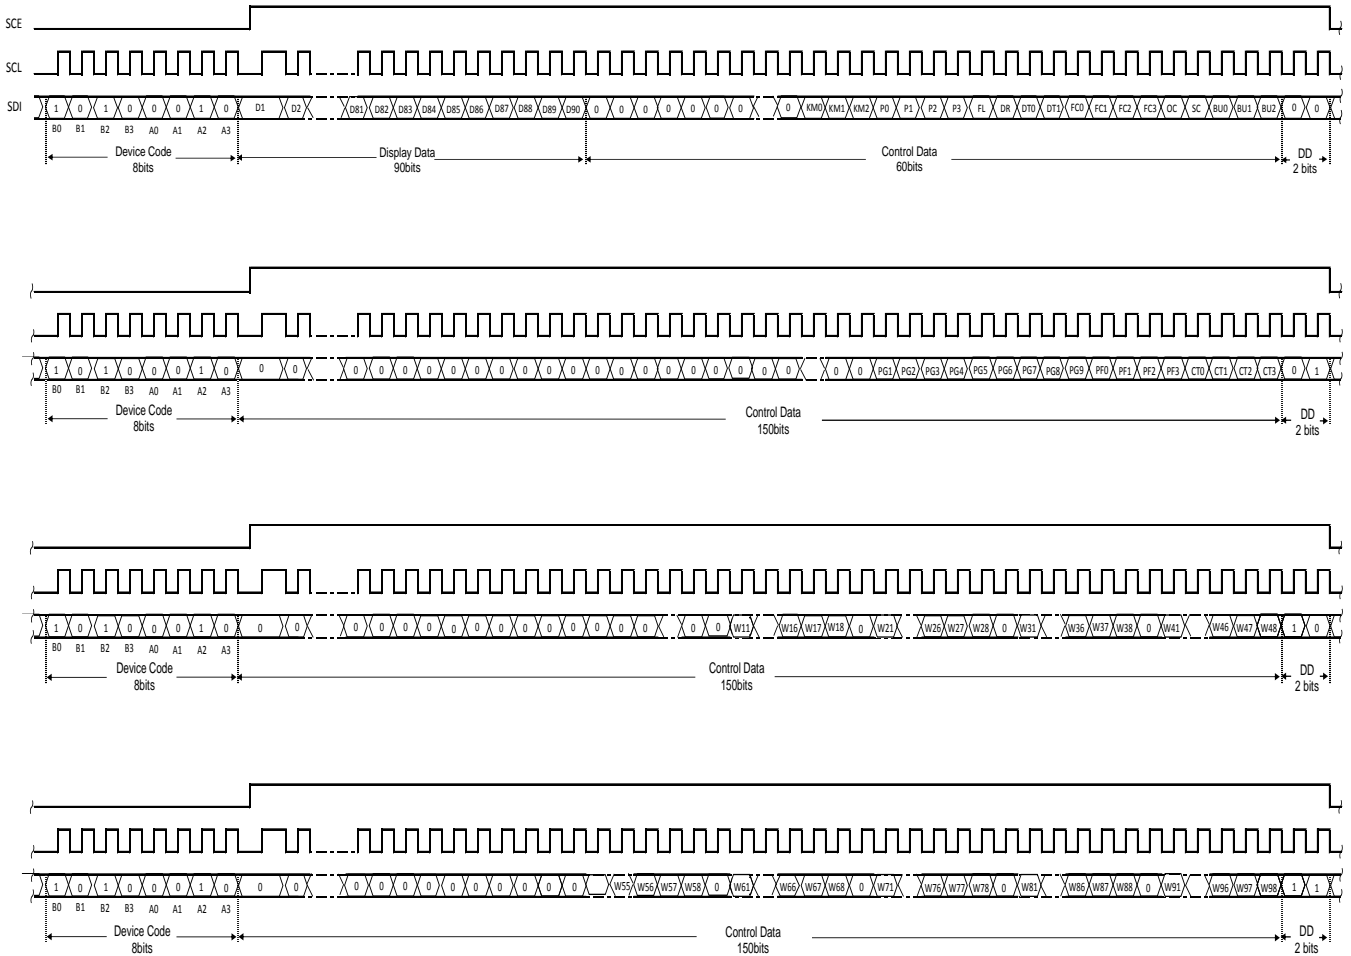 SCE
SCL
SDI 1 0 1 0 0 0 1 0 D1 D2 D81 D82 D83 D84 D85 D86 D87 D88 D89 D90 0 0 0 0 0 0 0 0 KM0 KM1 KM2 P0 P1 P2 P3 FL DR DT0 DT1 FC0 FC1 FC2 FC3 OC SC BU0 BU1 BU2 0 0
B0 B1 B2 B3 A0 A1 A2 A3
Device Code Display Data Control Data DD
8bits 90bits 60bits 2 bits
1 0 1 0 0 0 1 0 0 0 0 0 0 0 0 0 0 0 0 0 0 0 0 0 0 0 0 0 0 0 0 PG1 PG2 PG3 PG4 PG5 PG6 PG7 PG8 PG9 PF0 PF1 PF2 PF3 CT0 CT1 CT2 CT3 0 1
B0 B1 B2 B3 A0 A1 A2 A3
Device Code Control Data DD
8bits 150bits 2 bits
1 0 1 0 0 0 1 0 0 0 0 0 0 0 0 0 0 0 0 0 0 0 0 0 0 0 W11 W16 W17 W18 0 W21 W26 W27 W28 0 W31 W36 W37 W38 0 W41 W46 W47 W48 1 0
B0 B1 B2 B3 A0 A1 A2 A3
Device Code Control Data DD
8bits 150bits 2 bits
1 0 1 0 0 0 1 0 0 0 0 0 0 0 0 0 0 0 0 0 0 W55 W56 W57 W58 0 W61 W66 W67 W68 0 W71 W76 W77 W78 0 W81 W86 W87 W88 0 W91 W96 W97 W98 1 1
B0 B1 B2 B3 A0 A1 A2 A3
Device Code Control Data DD
8bits 150bits 2 bits